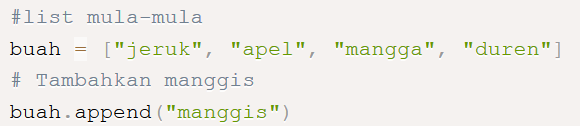 #list mula-mula
buah = ["jeruk", "apel", "mangga", "duren"]
# Tambahkan manggis
buah.append("manggis")